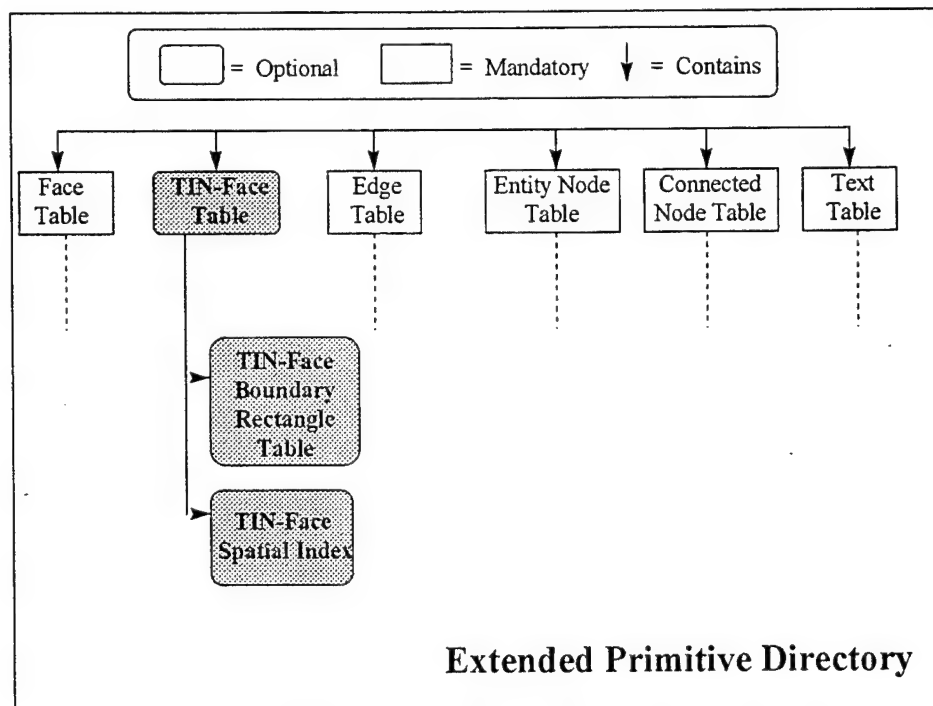 = Optional
= Mandatory
= Contains
Face
Table
TIN-Face
Table
Edge
Table
Entity Node
Table
Connected
Node Table
Text
Table
TIN-Face
Boundary
Rectangle
Table
TIN-Face
Spatial Index
Extended Primitive Directory